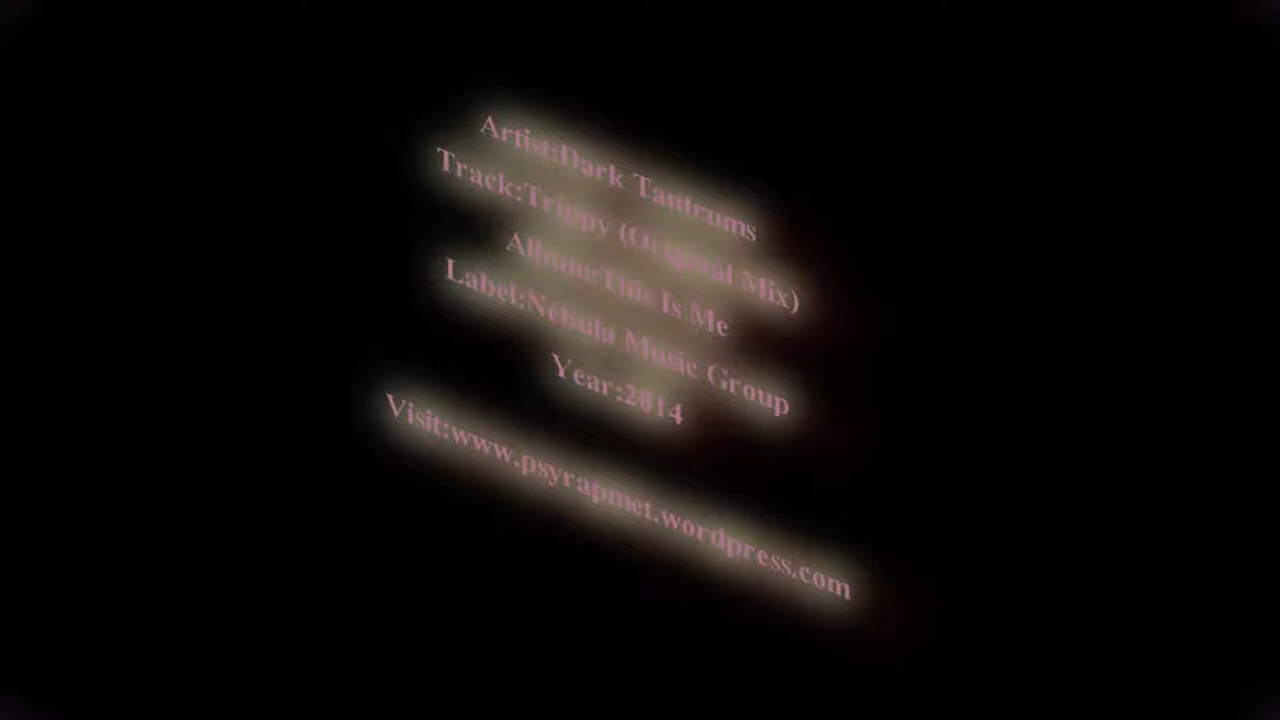 Artist:Dark Tantrums
Track:Trippy (Original Mix)
Album:This Is Me
Label:Nebula Music Group
Year:2014
Visit:www.psyrapmet.wordpress.com